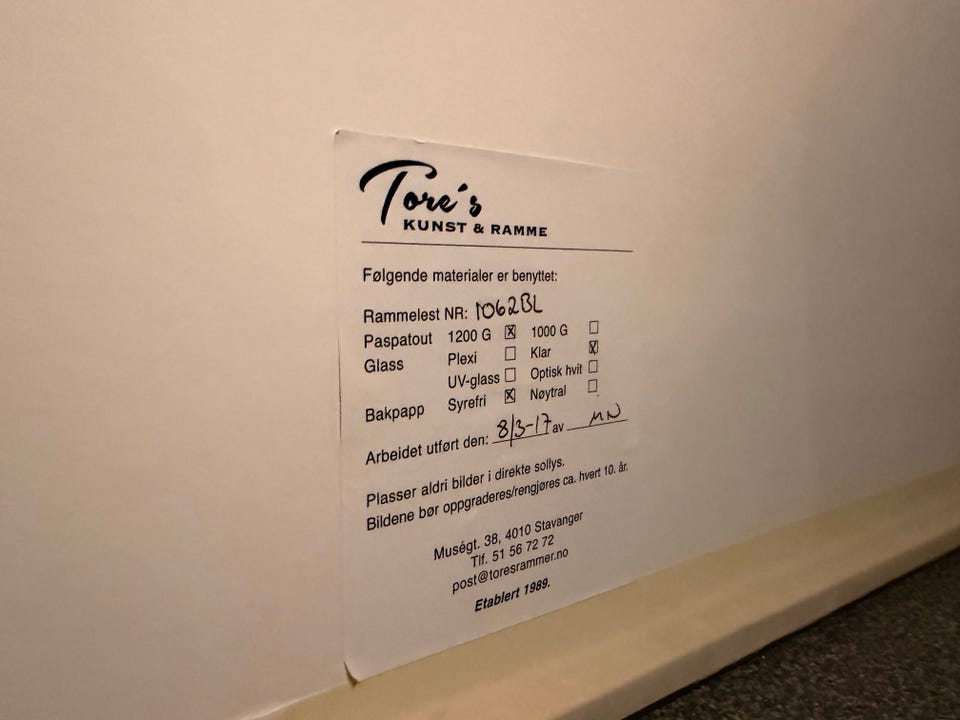 Tore´s
KUNST & RAMME
Følgende materialer er benyttet:
Rammelest NR: 1062BL
Paspatout 1200 G ☒ 1000 G ☐
Glass Plexi ☐ Klar ☒
UV-glass ☐ Optisk hvit ☐
Bakpapp Syrefri ☒ Nøytral ☐
Arbeidet utført den: 8/3-17 av MN
Plasser aldri bilder i direkte sollys.
Bildene bør oppgraderes/rengjøres ca. hvert 10. år.
Muségt. 38, 4010 Stavanger
Tlf. 51 56 72 72
post@toresrammer.no
Etablert 1989.